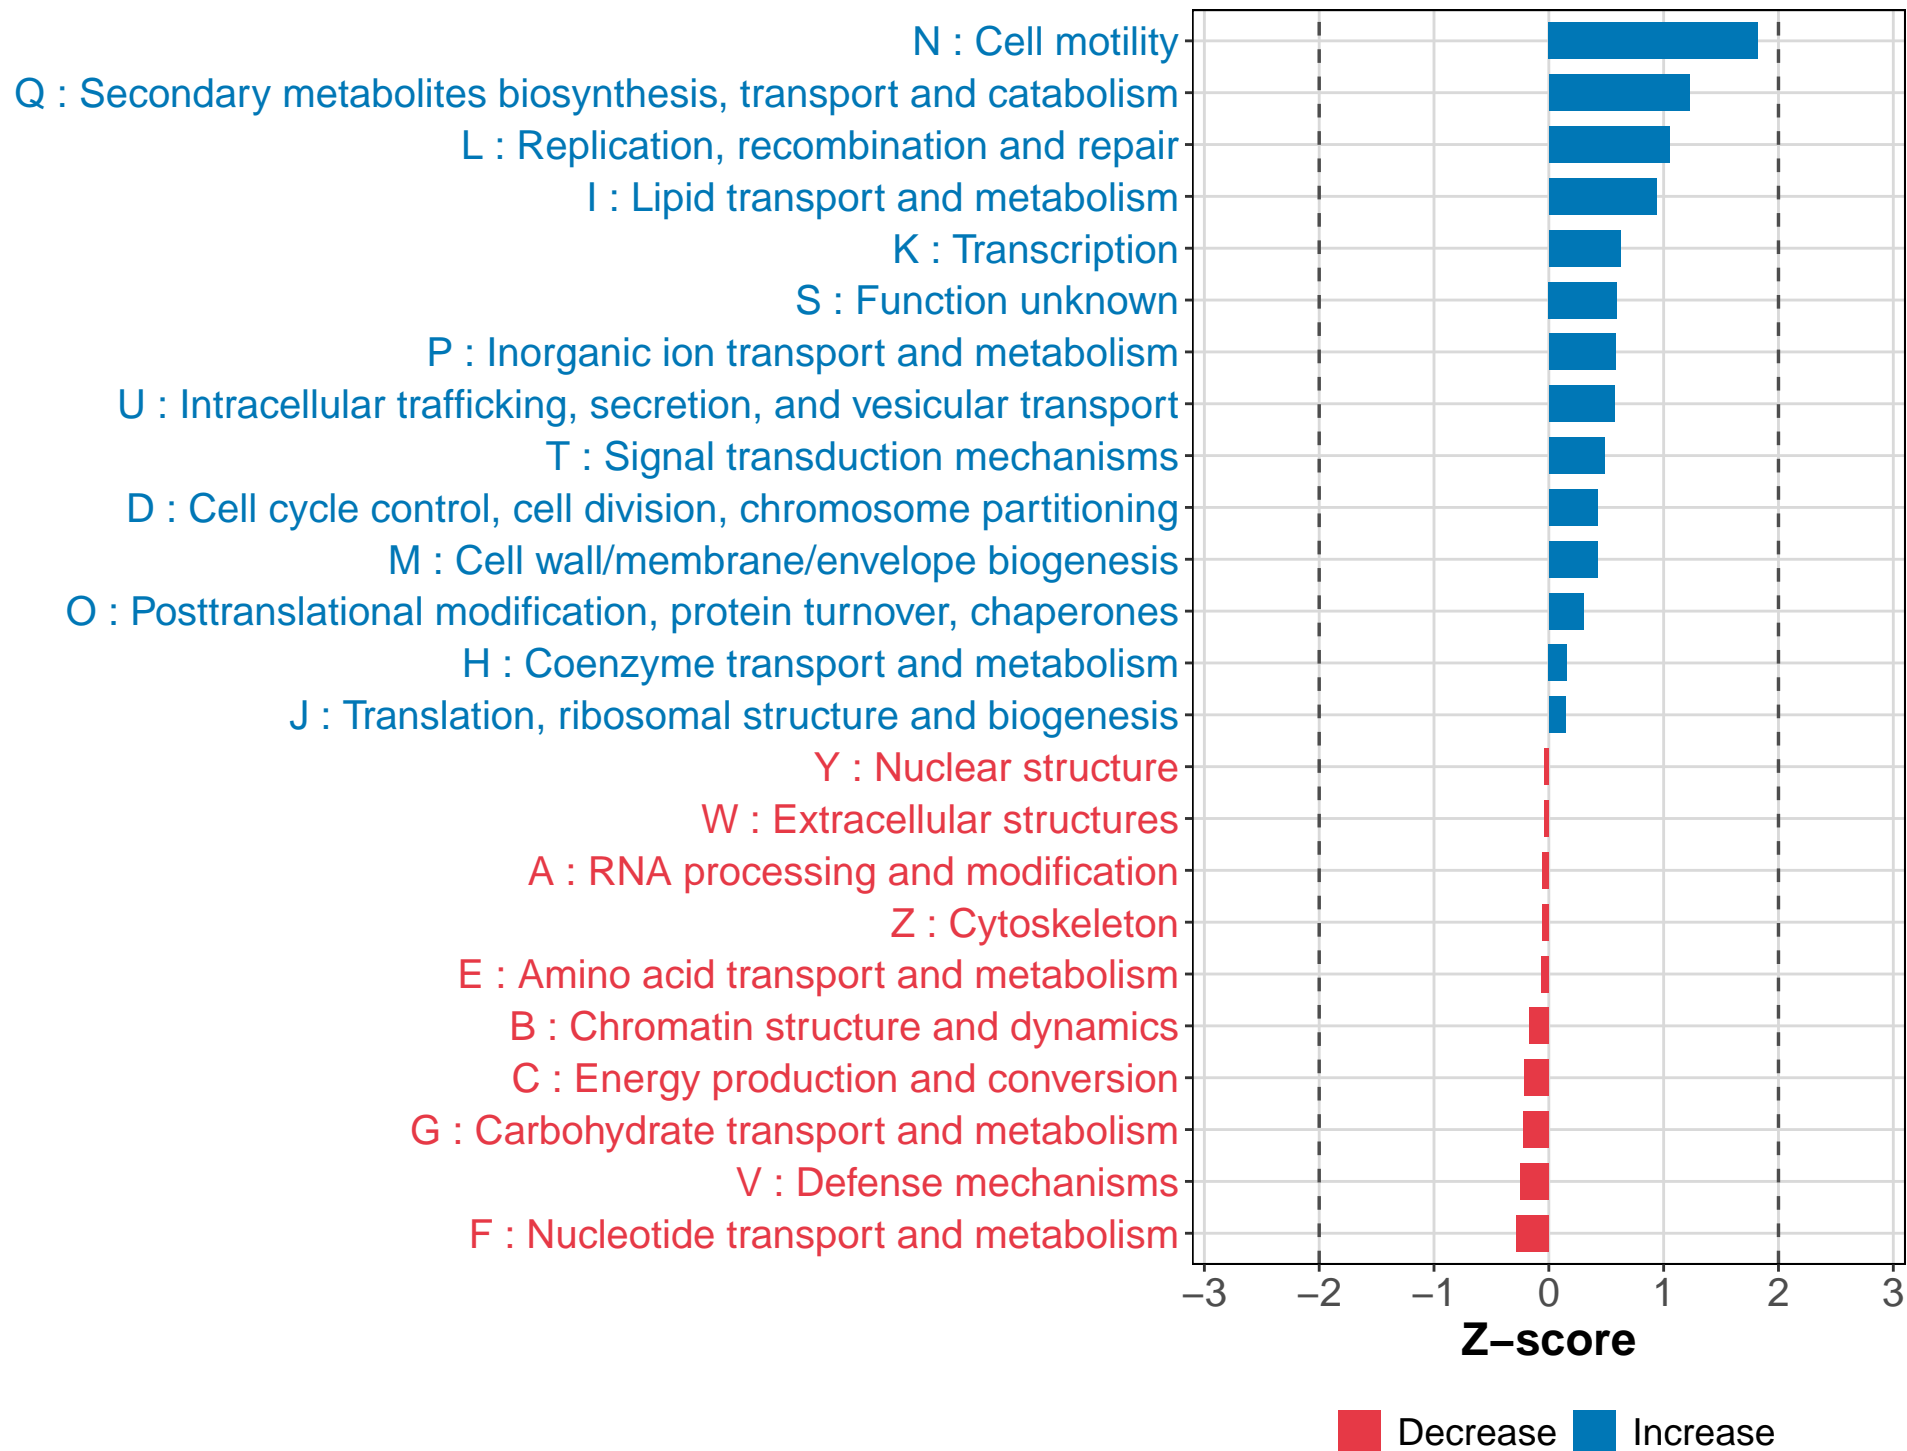 N : Cell motility
Q : Secondary metabolites biosynthesis, transport and catabolism
L : Replication, recombination and repair
I : Lipid transport and metabolism
K : Transcription
S : Function unknown
P : Inorganic ion transport and metabolism
U : Intracellular trafficking, secretion, and vesicular transport
T : Signal transduction mechanisms
D : Cell cycle control, cell division, chromosome partitioning
M : Cell wall/membrane/envelope biogenesis
O : Posttranslational modification, protein turnover, chaperones
H : Coenzyme transport and metabolism
J : Translation, ribosomal structure and biogenesis
Y : Nuclear structure
W : Extracellular structures
A : RNA processing and modification
Z : Cytoskeleton
E : Amino acid transport and metabolism
B : Chromatin structure and dynamics
C : Energy production and conversion
G : Carbohydrate transport and metabolism
V : Defense mechanisms
F : Nucleotide transport and metabolism
−3 −2 −1 0 1 2 3
Z−score
Decrease Increase